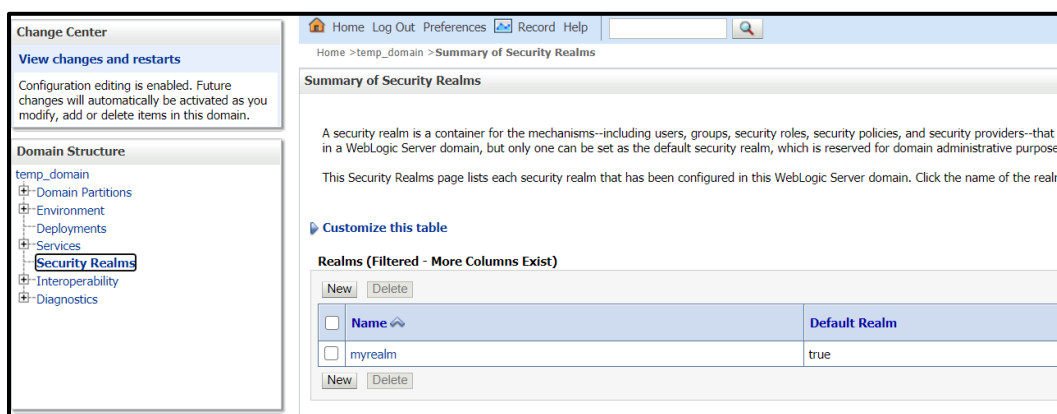 Change Center
View changes and restarts
Configuration editing is enabled. Future
changes will automatically be activated as you
modify, add or delete items in this domain.
Domain Structure
temp_domain
Domain Partitions
Environment
Deployments
Services
Security Realms
Interoperability
Diagnostics
Home Log Out Preferences Record Help
Home >temp_domain >Summary of Security Realms
Summary of Security Realms
A security realm is a container for the mechanisms--including users, groups, security roles, security policies, and security providers--that
in a WebLogic Server domain, but only one can be set as the default security realm, which is reserved for domain administrative purpose
This Security Realms page lists each security realm that has been configured in this WebLogic Server domain. Click the name of the realm
Customize this table
Realms (Filtered - More Columns Exist)
New Delete
Name Default Realm
myrealm true
New Delete